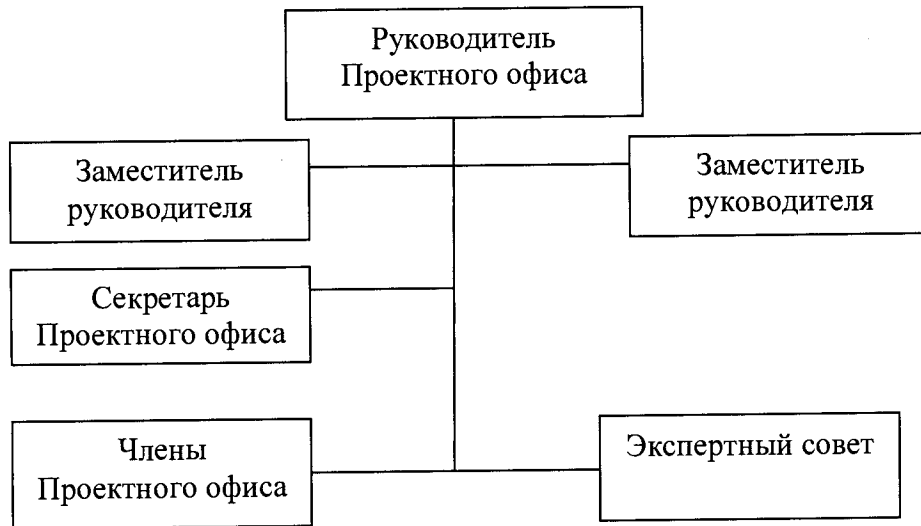 Руководитель
Проектного офиса
Заместитель
руководителя
Заместитель
руководителя
Секретарь
Проектного офиса
Члены
Проектного офиса
Экспертный совет